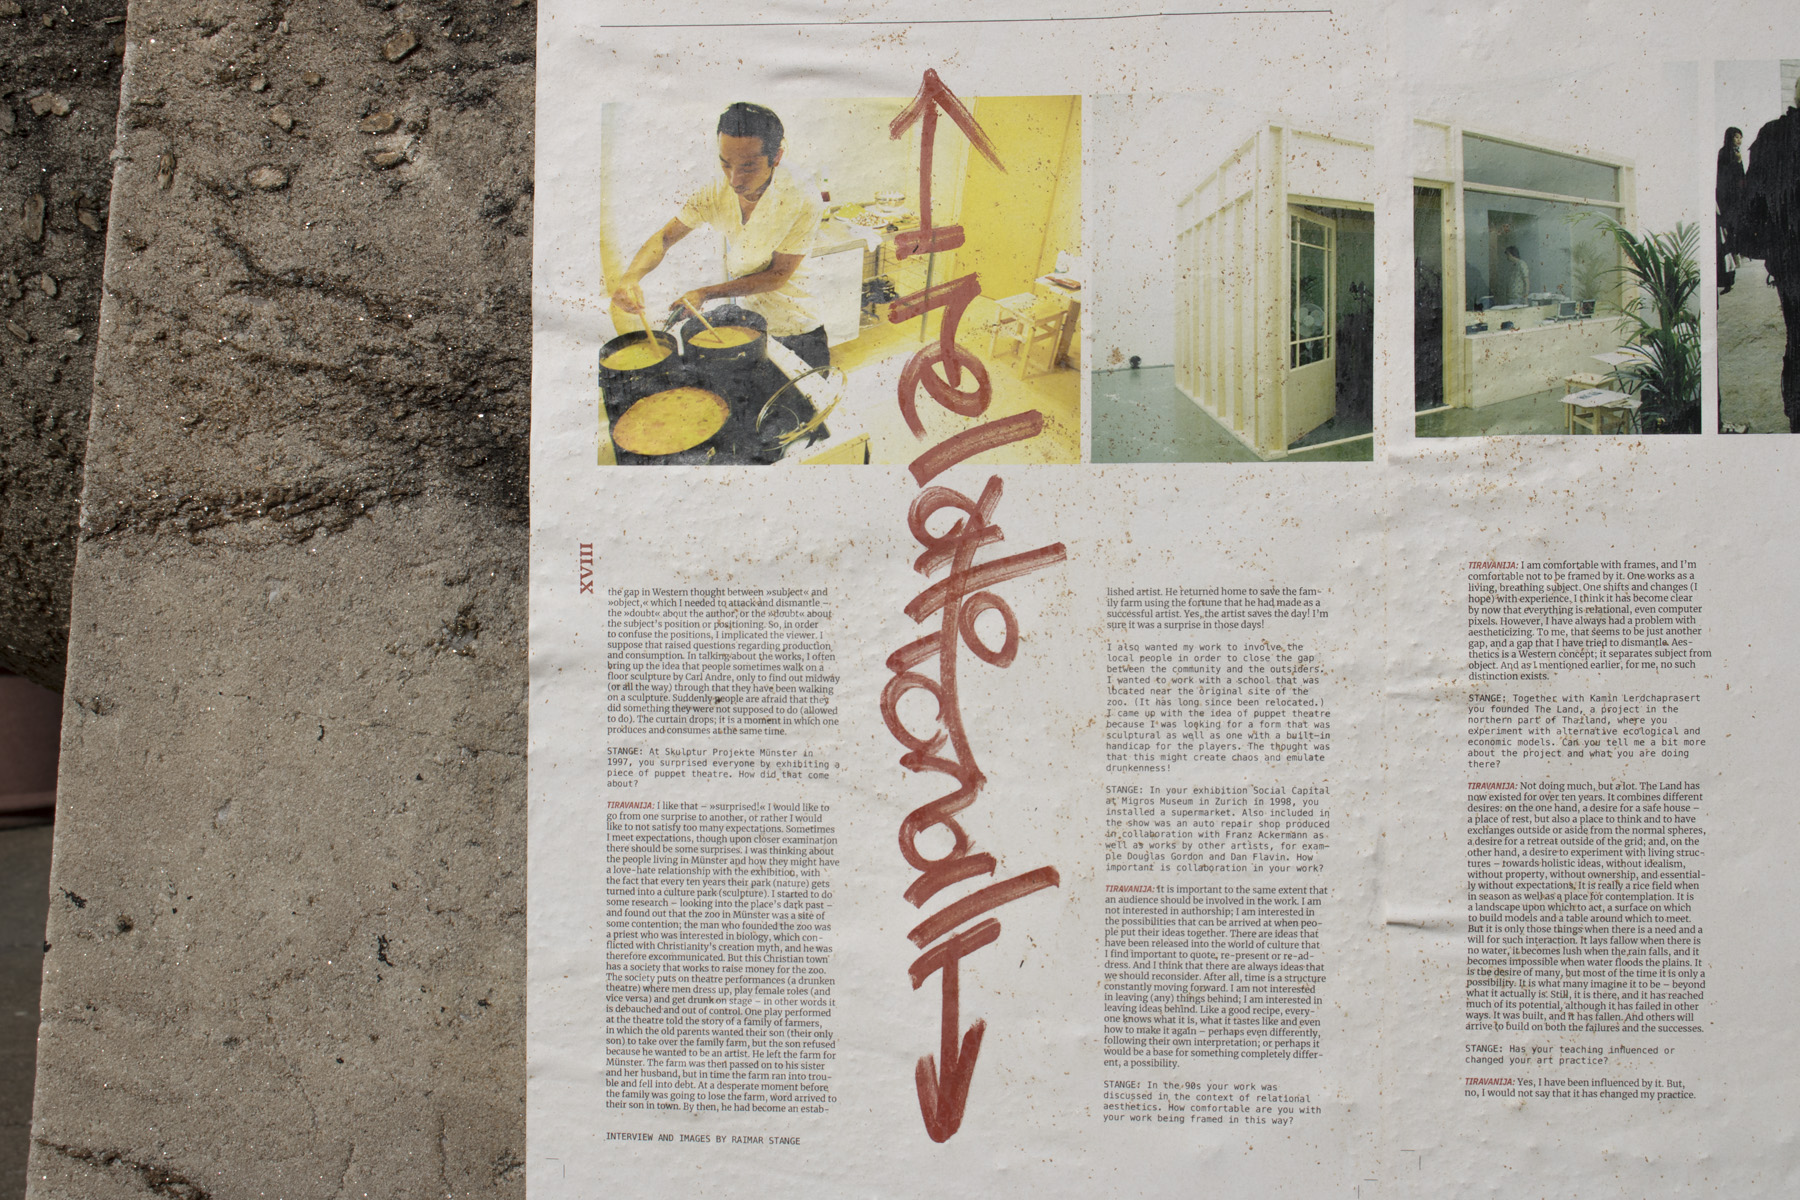 XVIII
the gap in Western thought between »subject« and
»object,« which I needed to attack and dismantle –
the »doubt« about the author, or the »doubt« about
the subject's position or positioning. So, in order
to confuse the positions, I implicated the viewer. I
suppose that raised questions regarding production
and consumption. In talking about the works, I often
bring up the idea that people sometimes walk on a
floor sculpture by Carl Andre, only to find out midway
(or all the way) through that they have been walking
on a sculpture. Suddenly people are afraid that they
did something they were not supposed to do (allowed
to do). The curtain drops; it is a moment in which one
produces and consumes at the same time.
STANGE: At Skulptur Projekte Münster in
1997, you surprised everyone by exhibiting a
piece of puppet theatre. How did that come
about?
TIRAVANIJA: I like that – »surprised!« I would like to
go from one surprise to another, or rather I would
like to not satisfy too many expectations. Sometimes
I meet expectations, though upon closer examination
there should be some surprises. I was thinking about
the people living in Münster and how they might have
a love-hate relationship with the exhibition, with
the fact that every ten years their park (nature) gets
turned into a culture park (sculpture). I started to do
some research – looking into the place's dark past –
and found out that the zoo in Münster was a site of
some contention; the man who founded the zoo was
a priest who was interested in biology, which con-
flicted with Christianity's creation myth, and he was
therefore excommunicated. But this Christian town
has a society that works to raise money for the zoo.
The society puts on theatre performances (a drunken
theatre) where men dress up, play female roles (and
vice versa) and get drunk on stage – in other words it
is debauched and out of control. One play performed
at the theatre told the story of a family of farmers,
in which the old parents wanted their son (their only
son) to take over the family farm, but the son refused
because he wanted to be an artist. He left the farm for
Münster. The farm was then passed on to his sister
and her husband, but in time the farm ran into trou-
ble and fell into debt. At a desperate moment before
the family was going to lose the farm, word arrived to
their son in town. By then, he had become an estab-
INTERVIEW AND IMAGES BY RAIMAR STANGE
relationall
lished artist. He returned home to save the fam-
ily farm using the fortune that he had made as a
successful artist. Yes, the artist saves the day! I'm
sure it was a surprise in those days!
I also wanted my work to involve the
local people in order to close the gap
between the community and the outsiders.
I wanted to work with a school that was
located near the original site of the
zoo. (It has long since been relocated.)
I came up with the idea of puppet theatre
because I was looking for a form that was
sculptural as well as one with a built-in
handicap for the players. The thought was
that this might create chaos and emulate
drunkenness!
STANGE: In your exhibition Social Capital
at Migros Museum in Zurich in 1998, you
installed a supermarket. Also included in
the show was an auto repair shop produced
in collaboration with Franz Ackermann as
well as works by other artists, for exam-
ple Douglas Gordon and Dan Flavin. How
important is collaboration in your work?
TIRAVANIJA: It is important to the same extent that
an audience should be involved in the work. I am
not interested in authorship; I am interested in
the possibilities that can be arrived at when peo-
ple put their ideas together. There are ideas that
have been released into the world of culture that
I find important to quote, re-present or re-ad-
dress. And I think that there are always ideas that
we should reconsider. After all, time is a structure
constantly moving forward. I am not interested
in leaving (any) things behind; I am interested in
leaving ideas behind. Like a good recipe, every-
one knows what it is, what it tastes like and even
how to make it again – perhaps even differently,
following their own interpretation; or perhaps it
would be a base for something completely differ-
ent, a possibility.
STANGE: In the 90s your work was
discussed in the context of relational
aesthetics. How comfortable are you with
your work being framed in this way?
TIRAVANIJA: I am comfortable with frames, and I'm
comfortable not to be framed by it. One works as a
living, breathing subject. One shifts and changes (I
hope) with experience, I think it has become clear
by now that everything is relational, even computer
pixels. However, I have always had a problem with
aestheticizing. To me, that seems to be just another
gap, and a gap that I have tried to dismantle. Aes-
thetics is a Western concept; it separates subject from
object. And as I mentioned earlier, for me, no such
distinction exists.
STANGE: Together with Kamin Lerdchaprasert
you founded The Land, a project in the
northern part of Thailand, where you
experiment with alternative ecological and
economic models. Can you tell me a bit more
about the project and what you are doing
there?
TIRAVANIJA: Not doing much, but a lot. The Land has
now existed for over ten years. It combines different
desires: on the one hand, a desire for a safe house –
a place of rest, but also a place to think and to have
exchanges outside or aside from the normal spheres,
a desire for a retreat outside of the grid; and, on the
other hand, a desire to experiment with living struc-
tures – towards holistic ideas, without idealism,
without property, without ownership, and essential-
ly without expectations. It is really a rice field when
in season as well as a place for contemplation. It is
a landscape upon which to act, a surface on which
to build models and a table around which to meet.
But it is only those things when there is a need and a
will for such interaction. It lays fallow when there is
no water, it becomes lush when the rain falls, and it
becomes impossible when water floods the plains. It
is the desire of many, but most of the time it is only a
possibility. It is what many imagine it to be – beyond
what it actually is. Still, it is there, and it has reached
much of its potential, although it has failed in other
ways. It was built, and it has fallen. And others will
arrive to build on both the failures and the successes.
STANGE: Has your teaching influenced or
changed your art practice?
TIRAVANIJA: Yes, I have been influenced by it. But,
no, I would not say that it has changed my practice.